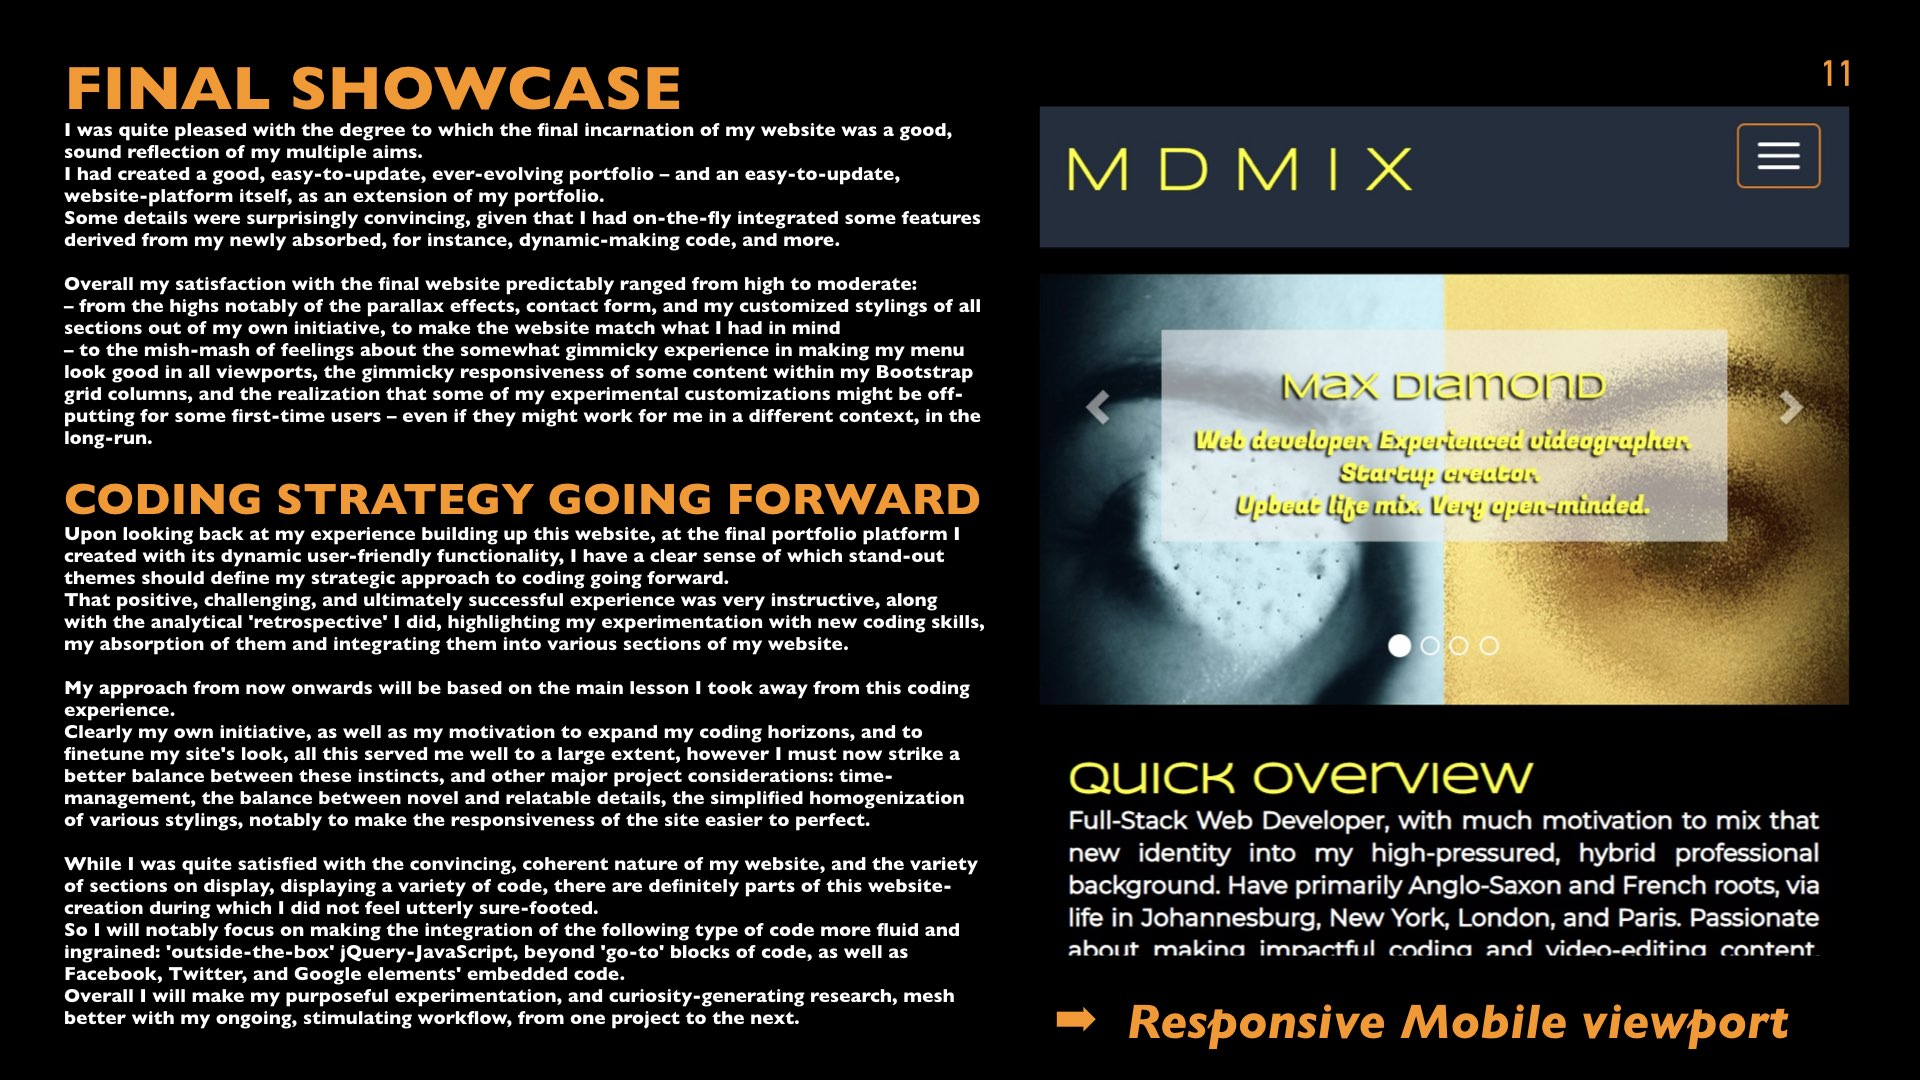 FINAL SHOWCASE
I was quite pleased with the degree to which the final incarnation of my website was a good,
sound reflection of my multiple aims.
I had created a good, easy-to-update, ever-evolving portfolio – and an easy-to-update,
website-platform itself, as an extension of my portfolio.
Some details were surprisingly convincing, given that I had on-the-fly integrated some features
derived from my newly absorbed, for instance, dynamic-making code, and more.
Overall my satisfaction with the final website predictably ranged from high to moderate:
– from the highs notably of the parallax effects, contact form, and my customized stylings of all
sections out of my own initiative, to make the website match what I had in mind
– to the mish-mash of feelings about the somewhat gimmicky experience in making my menu
look good in all viewports, the gimmicky responsiveness of some content within my Bootstrap
grid columns, and the realization that some of my experimental customizations might be off-
putting for some first-time users – even if they might work for me in a different context, in the
long-run.
CODING STRATEGY GOING FORWARD
Upon looking back at my experience building up this website, at the final portfolio platform I
created with its dynamic user-friendly functionality, I have a clear sense of which stand-out
themes should define my strategic approach to coding going forward.
That positive, challenging, and ultimately successful experience was very instructive, along
with the analytical 'retrospective' I did, highlighting my experimentation with new coding skills,
my absorption of them and integrating them into various sections of my website.
My approach from now onwards will be based on the main lesson I took away from this coding
experience.
Clearly my own initiative, as well as my motivation to expand my coding horizons, and to
finetune my site's look, all this served me well to a large extent, however I must now strike a
better balance between these instincts, and other major project considerations: time-
management, the balance between novel and relatable details, the simplified homogenization
of various stylings, notably to make the responsiveness of the site easier to perfect.
While I was quite satisfied with the convincing, coherent nature of my website, and the variety
of sections on display, displaying a variety of code, there are definitely parts of this website-
creation during which I did not feel utterly sure-footed.
So I will notably focus on making the integration of the following type of code more fluid and
ingrained: 'outside-the-box' jQuery-JavaScript, beyond 'go-to' blocks of code, as well as
Facebook, Twitter, and Google elements' embedded code.
Overall I will make my purposeful experimentation, and curiosity-generating research, mesh
better with my ongoing, stimulating workflow, from one project to the next.
11
MDMIX
Max Diamond
Web developer. Experienced videographer.
Startup creator.
Upbeat life mix. Very open-minded.
Quick Overview
Full-Stack Web Developer, with much motivation to mix that
new identity into my high-pressured, hybrid professional
background. Have primarily Anglo-Saxon and French roots, via
life in Johannesburg, New York, London, and Paris. Passionate
about making impactful coding and video-editing content.
➡ Responsive Mobile viewport